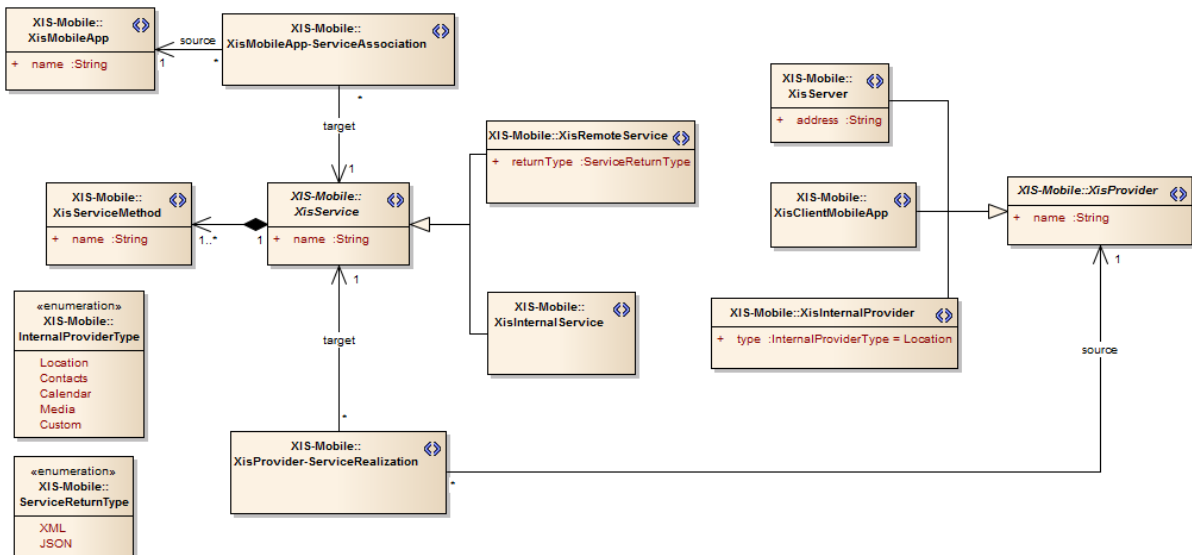 XIS-Mobile::
XisMobileApp
+ name :String
source
1
*
XIS-Mobile::
XisMobileApp-ServiceAssociation
*
target
1
XIS-Mobile::
XisServiceMethod
+ name :String
1..*
1
XIS-Mobile::
XisService
+ name :String
XIS-Mobile::XisRemoteService
+ returnType :ServiceReturnType
XIS-Mobile::
XisInternalService
XIS-Mobile::
XisServer
+ address :String
XIS-Mobile::
XisClientMobileApp
XIS-Mobile::XisInternalProvider
+ type :InternalProviderType = Location
XIS-Mobile::XisProvider
+ name :String
1
source
*
1
target
*
XIS-Mobile::
XisProvider-ServiceRealization
«enumeration»
XIS-Mobile::
InternalProviderType
Location
Contacts
Calendar
Media
Custom
«enumeration»
XIS-Mobile::
ServiceReturnType
XML
JSON